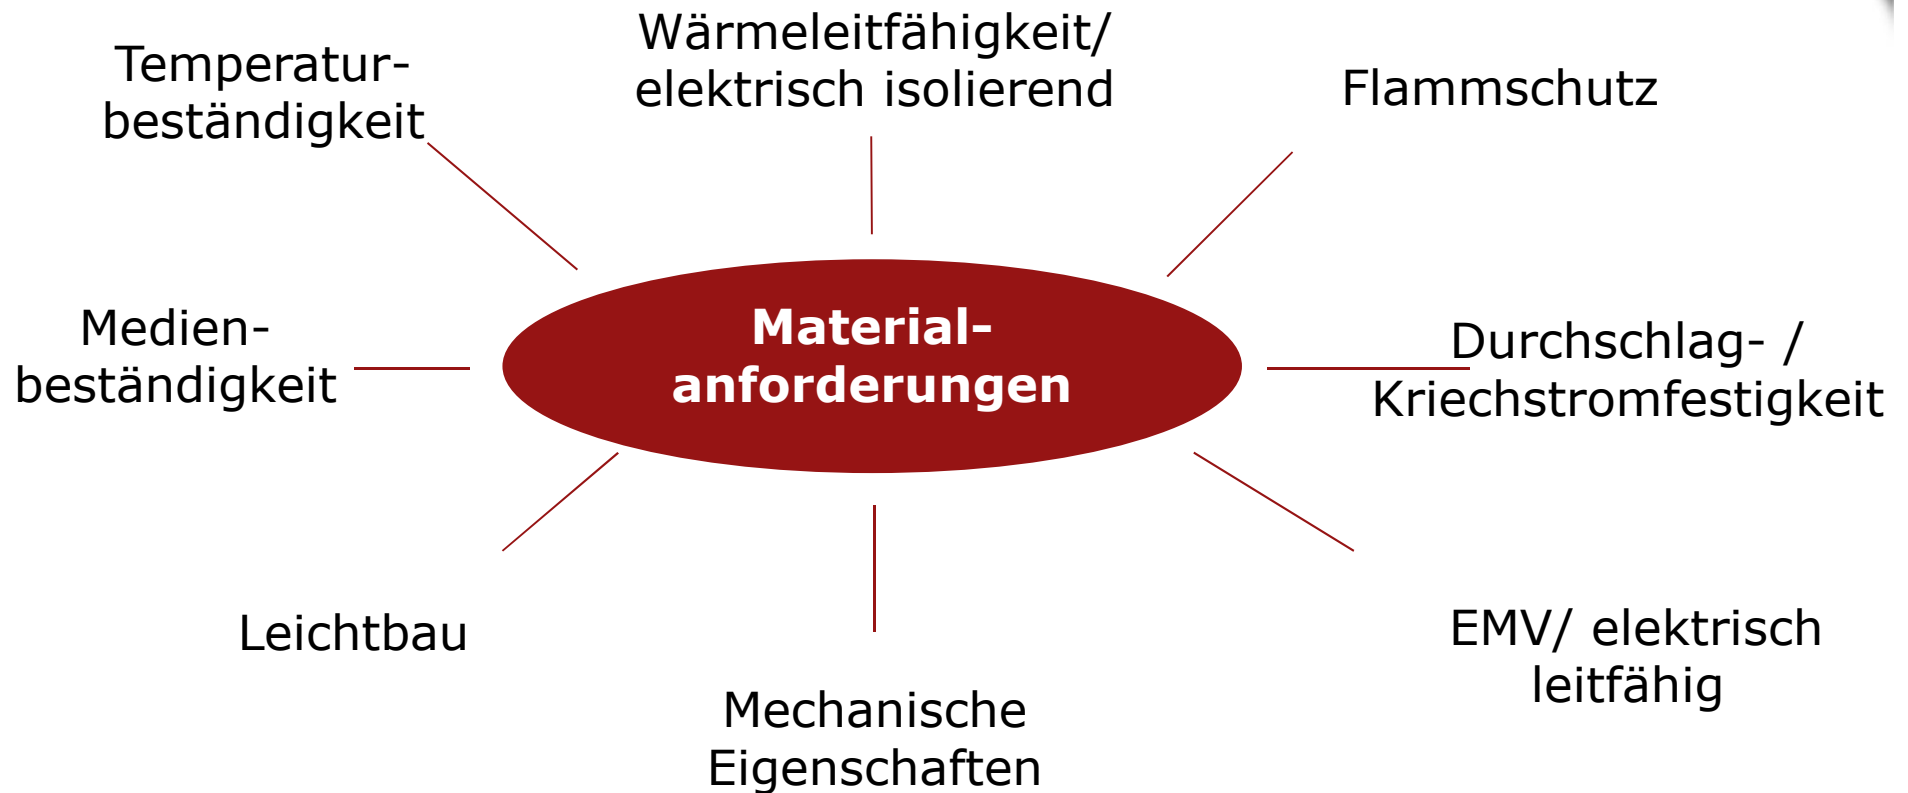 Wärmeleitfähigkeit/
elektrisch isolierend
Temperatur-
beständigkeit
Flammschutz
Medien-
beständigkeit
Material-
anforderungen
Durchschlag- /
Kriechstromfestigkeit
Leichtbau
EMV/ elektrisch
leitfähig
Mechanische
Eigenschaften